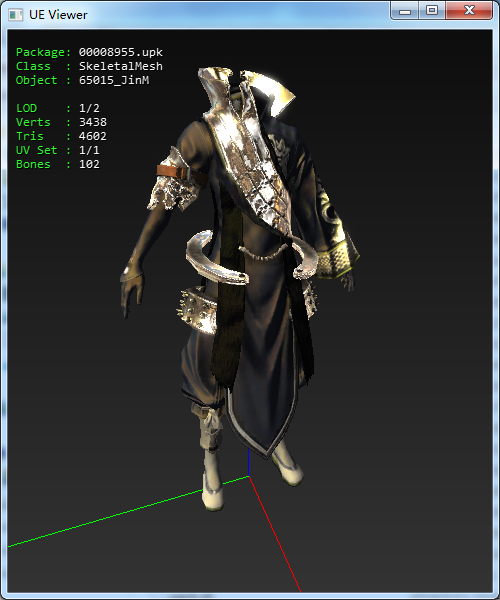 UE Viewer
Package: 00008955.upk
Class : SkeletalMesh
Object : 65015_JinM
LOD : 1/2
Verts : 3438
Tris : 4602
UV Set : 1/1
Bones : 102